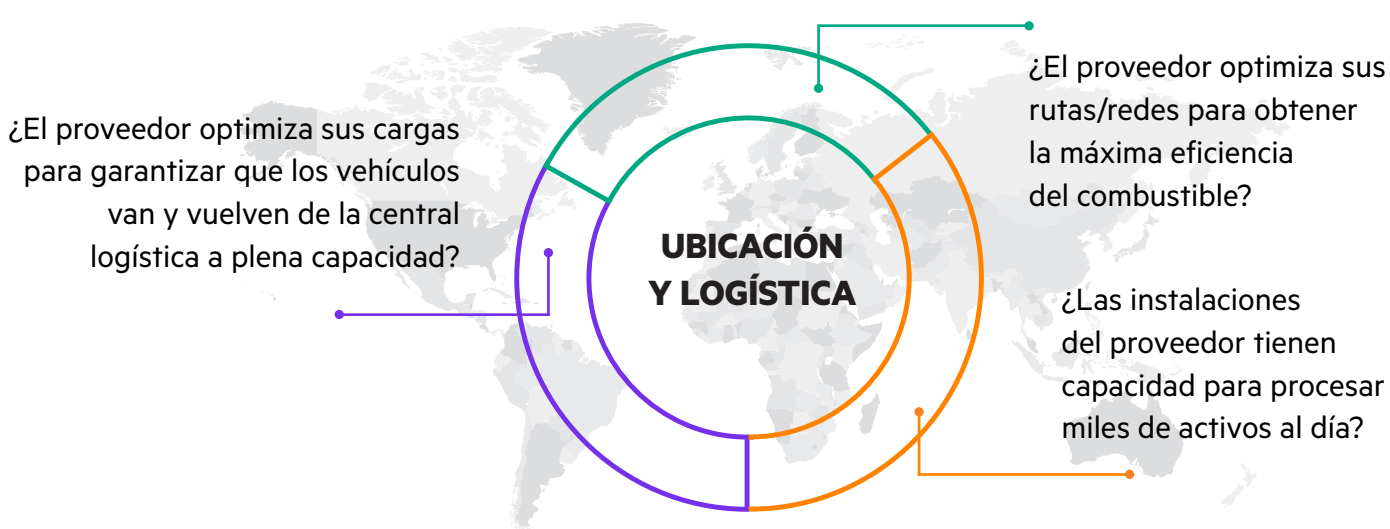 ¿El proveedor optimiza sus cargas
para garantizar que los vehículos
van y vuelven de la central
logística a plena capacidad?
UBICACIÓN
Y LOGÍSTICA
¿El proveedor optimiza sus
rutas/redes para obtener
la máxima eficiencia
del combustible?
¿Las instalaciones
del proveedor tienen
capacidad para procesar
miles de activos al día?